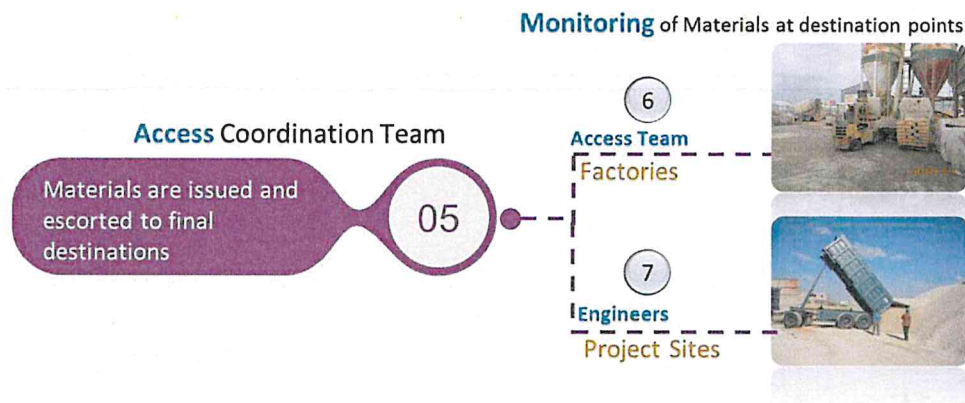 Monitoring of Materials at destination points
6
Access Team
Factories
Access Coordination Team
Materials are issued and
escorted to final
destinations
05
7
Engineers
Project Sites